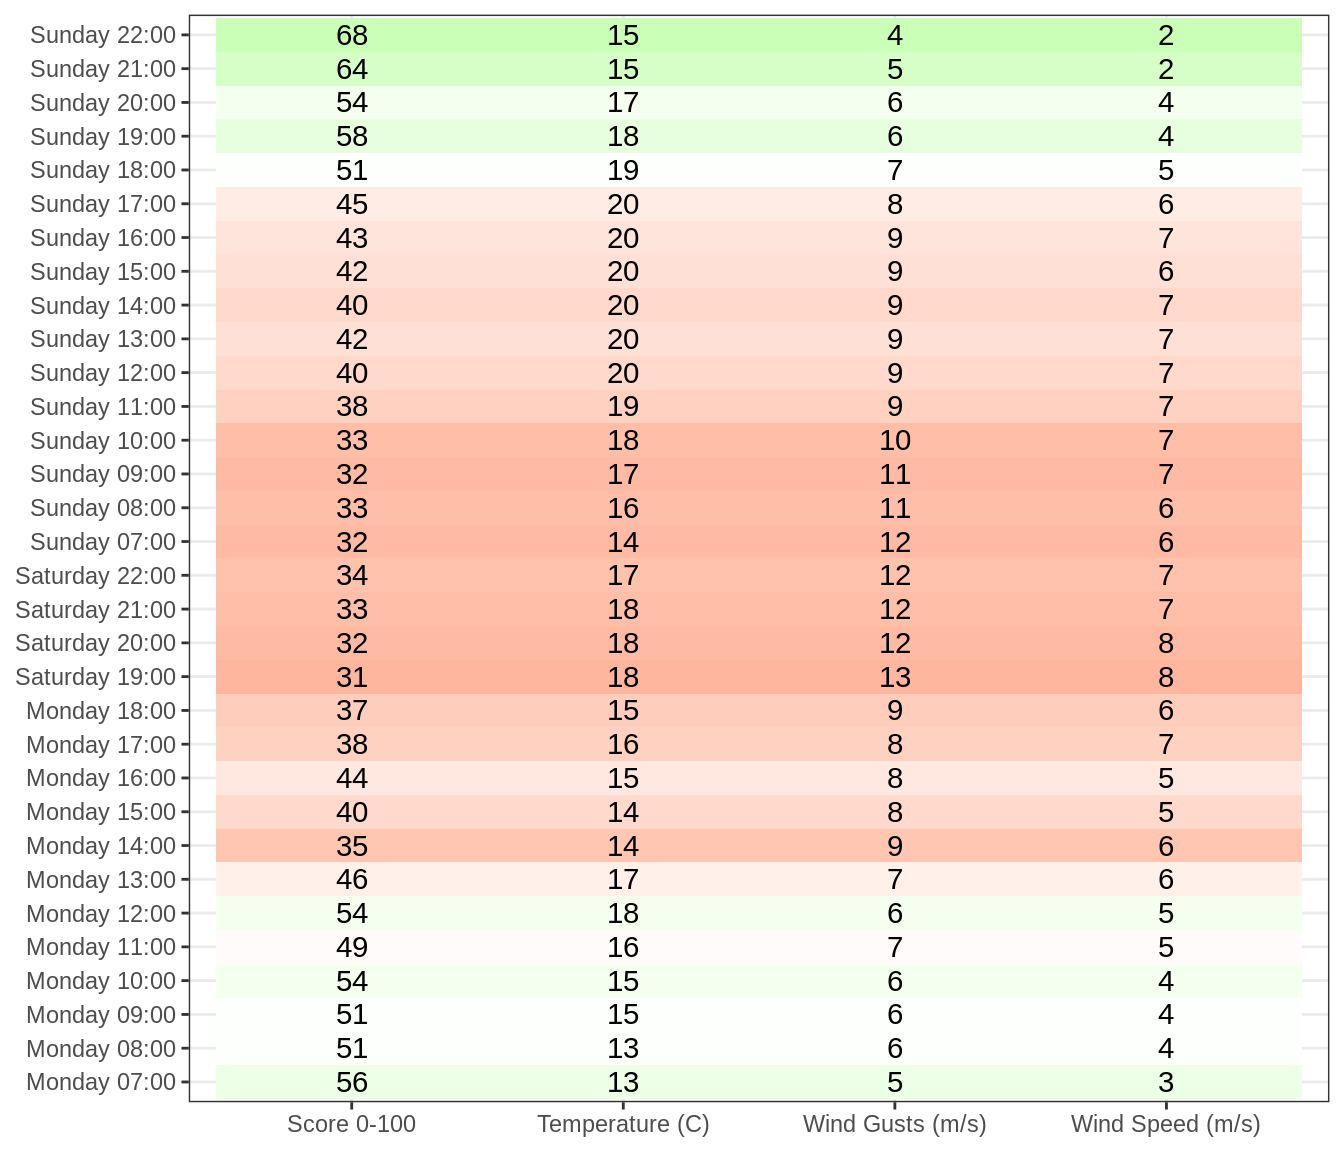 Sunday 22:00 68 15 4 2
Sunday 21:00 64 15 5 2
Sunday 20:00 54 17 6 4
Sunday 19:00 58 18 6 4
Sunday 18:00 51 19 7 5
Sunday 17:00 45 20 8 6
Sunday 16:00 43 20 9 7
Sunday 15:00 42 20 9 6
Sunday 14:00 40 20 9 7
Sunday 13:00 42 20 9 7
Sunday 12:00 40 20 9 7
Sunday 11:00 38 19 9 7
Sunday 10:00 33 18 10 7
Sunday 09:00 32 17 11 7
Sunday 08:00 33 16 11 6
Sunday 07:00 32 14 12 6
Saturday 22:00 34 17 12 7
Saturday 21:00 33 18 12 7
Saturday 20:00 32 18 12 8
Saturday 19:00 31 18 13 8
Monday 18:00 37 15 9 6
Monday 17:00 38 16 8 7
Monday 16:00 44 15 8 5
Monday 15:00 40 14 8 5
Monday 14:00 35 14 9 6
Monday 13:00 46 17 7 6
Monday 12:00 54 18 6 5
Monday 11:00 49 16 7 5
Monday 10:00 54 15 6 4
Monday 09:00 51 15 6 4
Monday 08:00 51 13 6 4
Monday 07:00 56 13 5 3
Score 0-100 Temperature (C) Wind Gusts (m/s) Wind Speed (m/s)